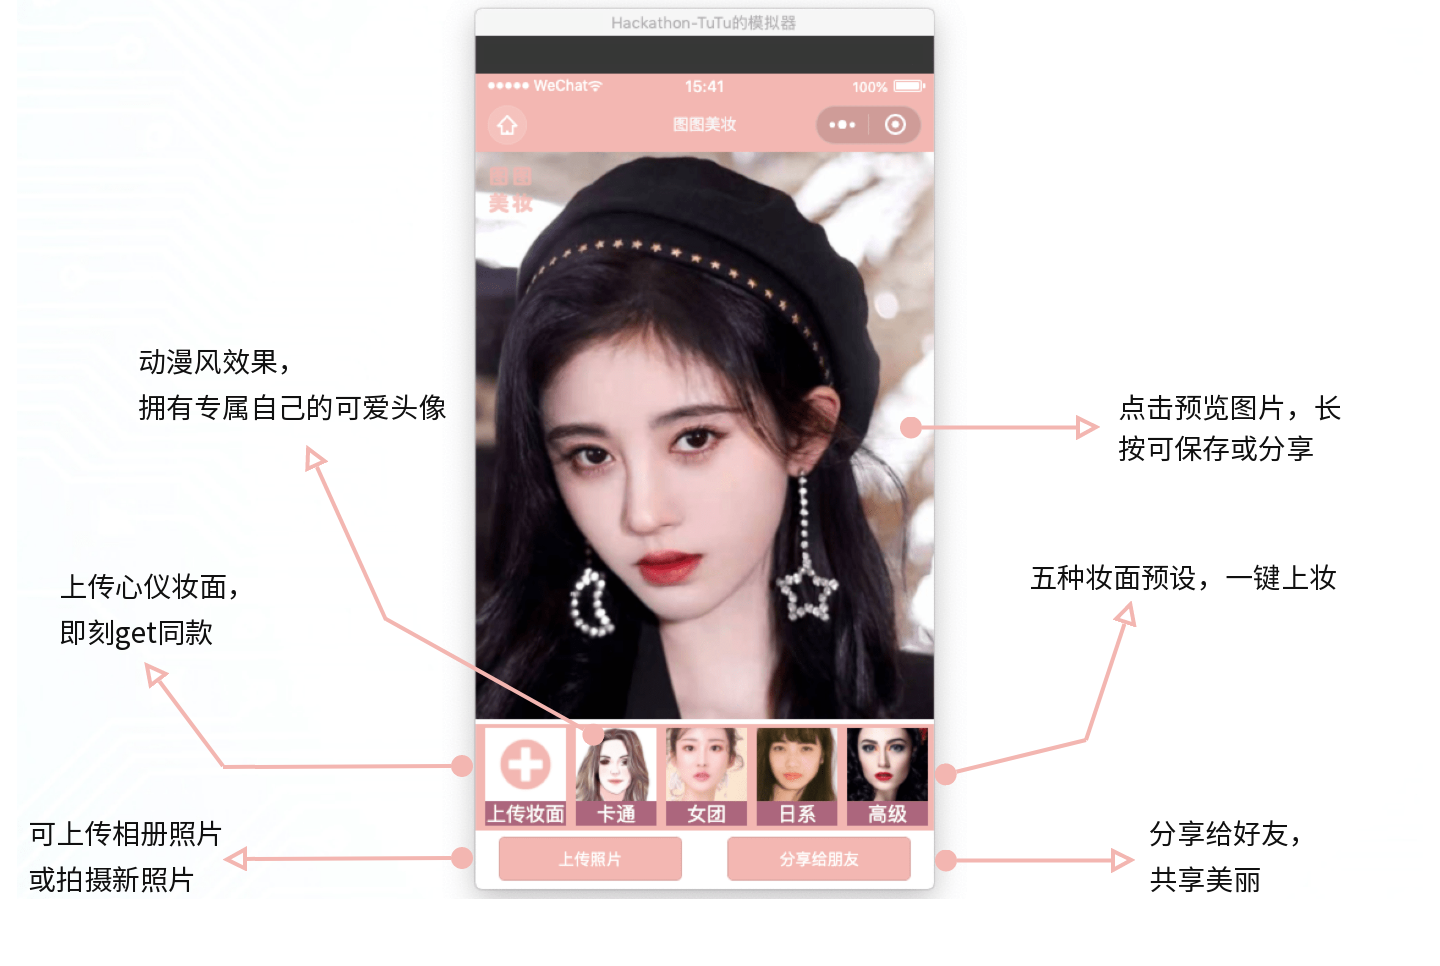 Hackathon-TuTu的模拟器
WeChat
15:41
100%
图图美妆
图图
美妆
动漫风效果，
拥有专属自己的可爱头像
点击预览图片，长
按可保存或分享
上传心仪妆面，
即刻get同款
五种妆面预设，一键上妆
上传妆面
卡通
女团
日系
高级
可上传相册照片
或拍摄新照片
上传照片
分享给朋友
分享给好友，
共享美丽